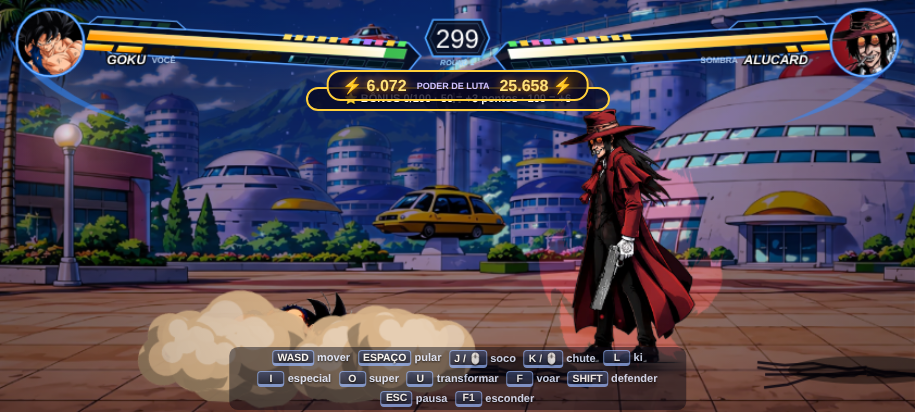 299
GOKU VOCÊ
SOMBRA ALUCARD
⚡ 6.072 PODER DE LUTA 25.658 ⚡
WASD mover ESPAÇO pular J / soco K / chute L ki
I especial O super U transformar F voar SHIFT defender
ESC pausa F1 esconder